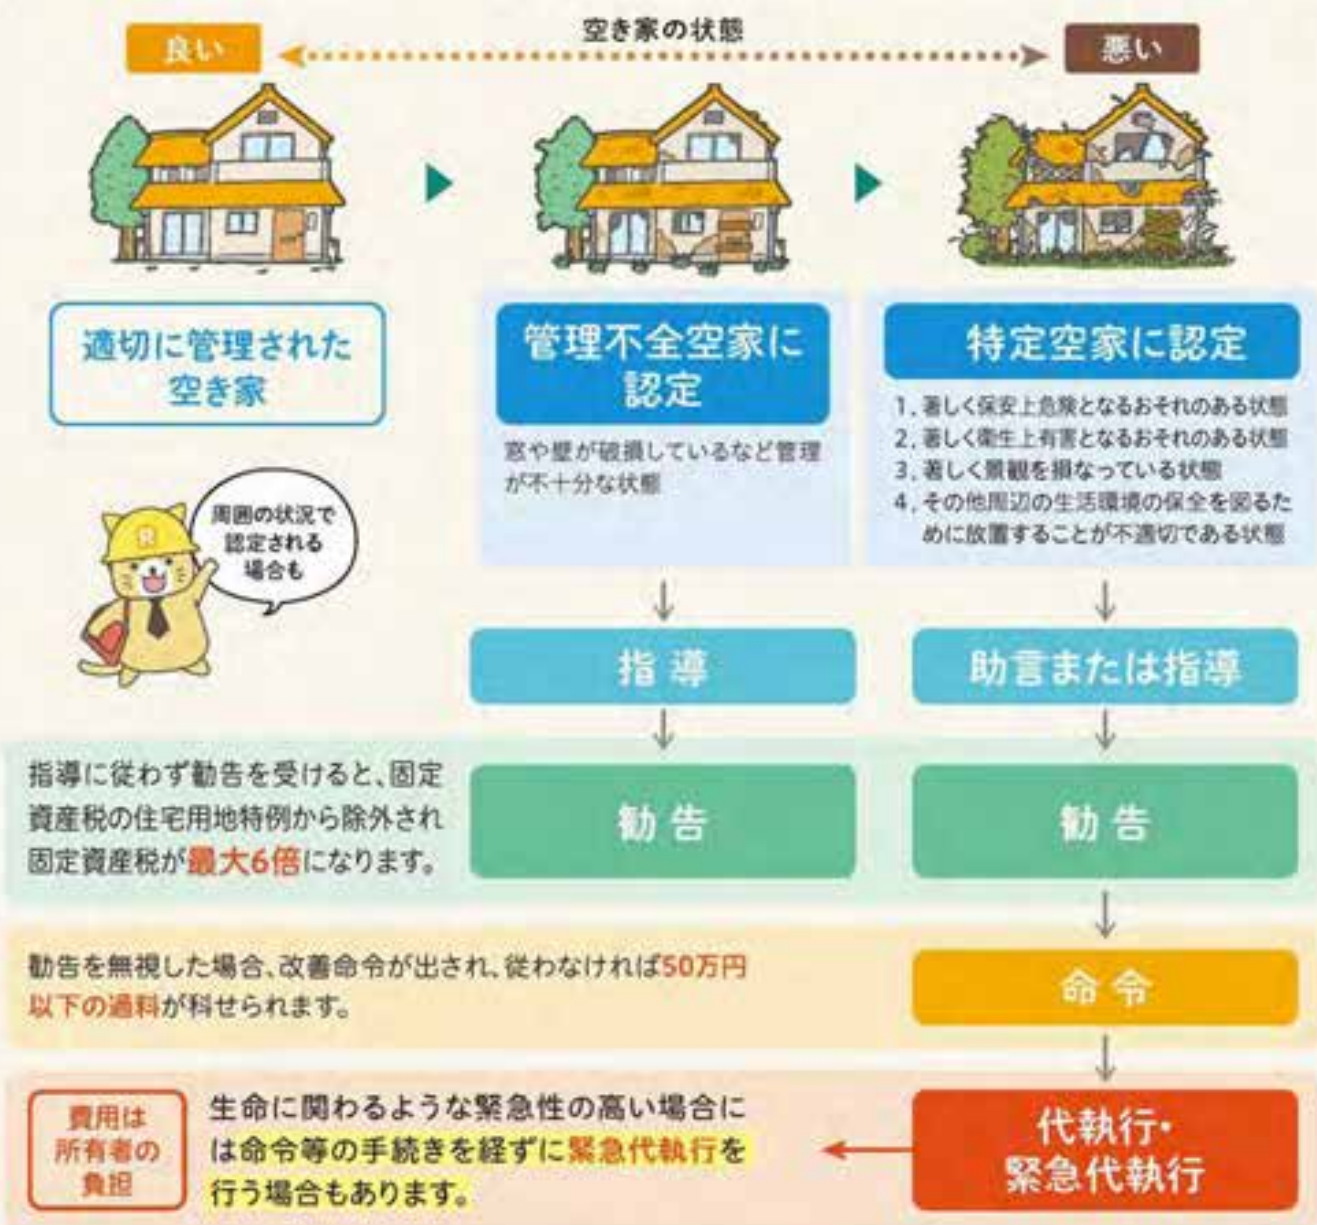 空き家の状態
良い
悪い
適切に管理された
空き家
管理不全空家に
認定
窓や壁が破損しているなど管理
が不十分な状態
特定空家に認定
1. 著しく保安上危険となるおそれのある状態
2. 著しく衛生上有害となるおそれのある状態
3. 著しく景観を損なっている状態
4. その他周辺の生活環境の保全を図るた
めに放置することが不適切である状態
周囲の状況で
認定される
場合も
R
指導
助言または指導
指導に従わず勧告を受けると、固定
資産税の住宅用地特例から除外され
固定資産税が最大6倍になります。
勧告
勧告
勧告を無視した場合、改善命令が出され、従わなければ50万円
以下の過料が科せられます。
命令
費用は
所有者の
負担
生命に関わるような緊急性の高い場合に
は命令等の手続きを経ずに緊急代執行を
行う場合もあります。
代執行・
緊急代執行